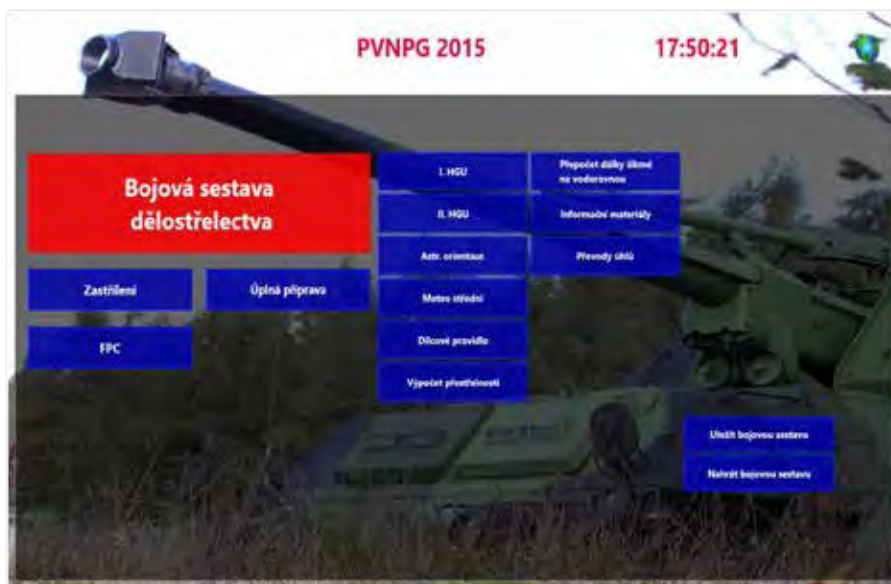 PVNPG 2015
17:50:21
Bojová sestava
dělostřelectva
Zastřílení
Úplná příprava
FPC
I. HGU
II. HGU
Astr. orientace
Meteo střední
Dílcové pravidlo
Výpočet přestřelnosti
Přepočet dálky šikmé
na vodorovnou
Informační materiály
Převody úhlů
Uložit bojovou sestavu
Nahrát bojovou sestavu